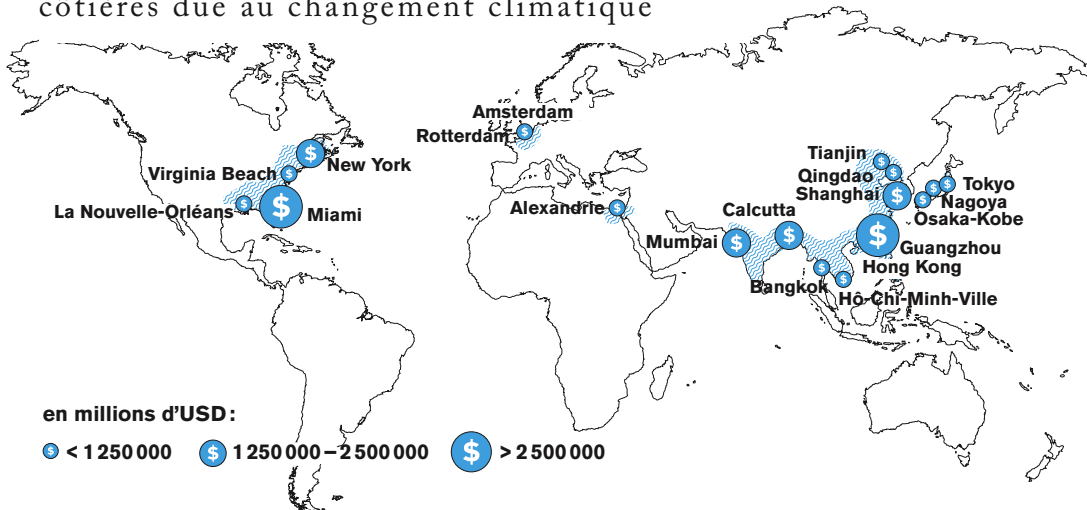 côtières due au changement climatique
Amsterdam
Rotterdam
New York
Virginia Beach
La Nouvelle-Orléans
Miami
Alexandrie
Tianjin
Qingdao
Shanghai
Tokyo
Nagoya
Osaka-Kobe
Calcutta
Mumbai
Guangzhou
Hong Kong
Bangkok
Hô-Chi-Minh-Ville
en millions d'USD :
$ < 1 250 000 $ 1 250 000 – 2 500 000 $ > 2 500 000